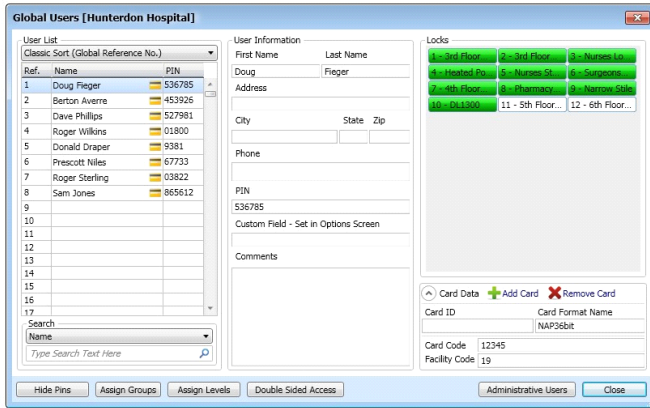 Global Users [Hunterdon Hospital]
User List
Classic Sort (Global Reference No.)
Ref. Name PIN
1 Doug Fieger 536785
2 Berton Averre 453926
3 Dave Phillips 527981
4 Roger Wilkins 01800
5 Donald Draper 9381
6 Prescott Niles 67733
7 Roger Sterling 03822
8 Sam Jones 865612
9
10
11
12
13
14
15
16
17
Search
Name
Type Search Text Here
User Information
First Name Last Name
Doug Fieger
Address
City State Zip
Phone
PIN
536785
Custom Field - Set in Options Screen
Comments
Locks
1 - 3rd Floor... 2 - 3rd Floor... 3 - Nurses Lo...
4 - Heated Po... 5 - Nurses St... 6 - Surgeons...
7 - 4th Floor... 8 - Pharmacy... 9 - Narrow Stile
10 - DL1300 11 - 5th Floor... 12 - 6th Floor...
Card Data Add Card Remove Card
Card ID Card Format Name
NAP36bit
Card Code 12345
Facility Code 19
Hide Pins Assign Groups Assign Levels Double Sided Access Administrative Users Close